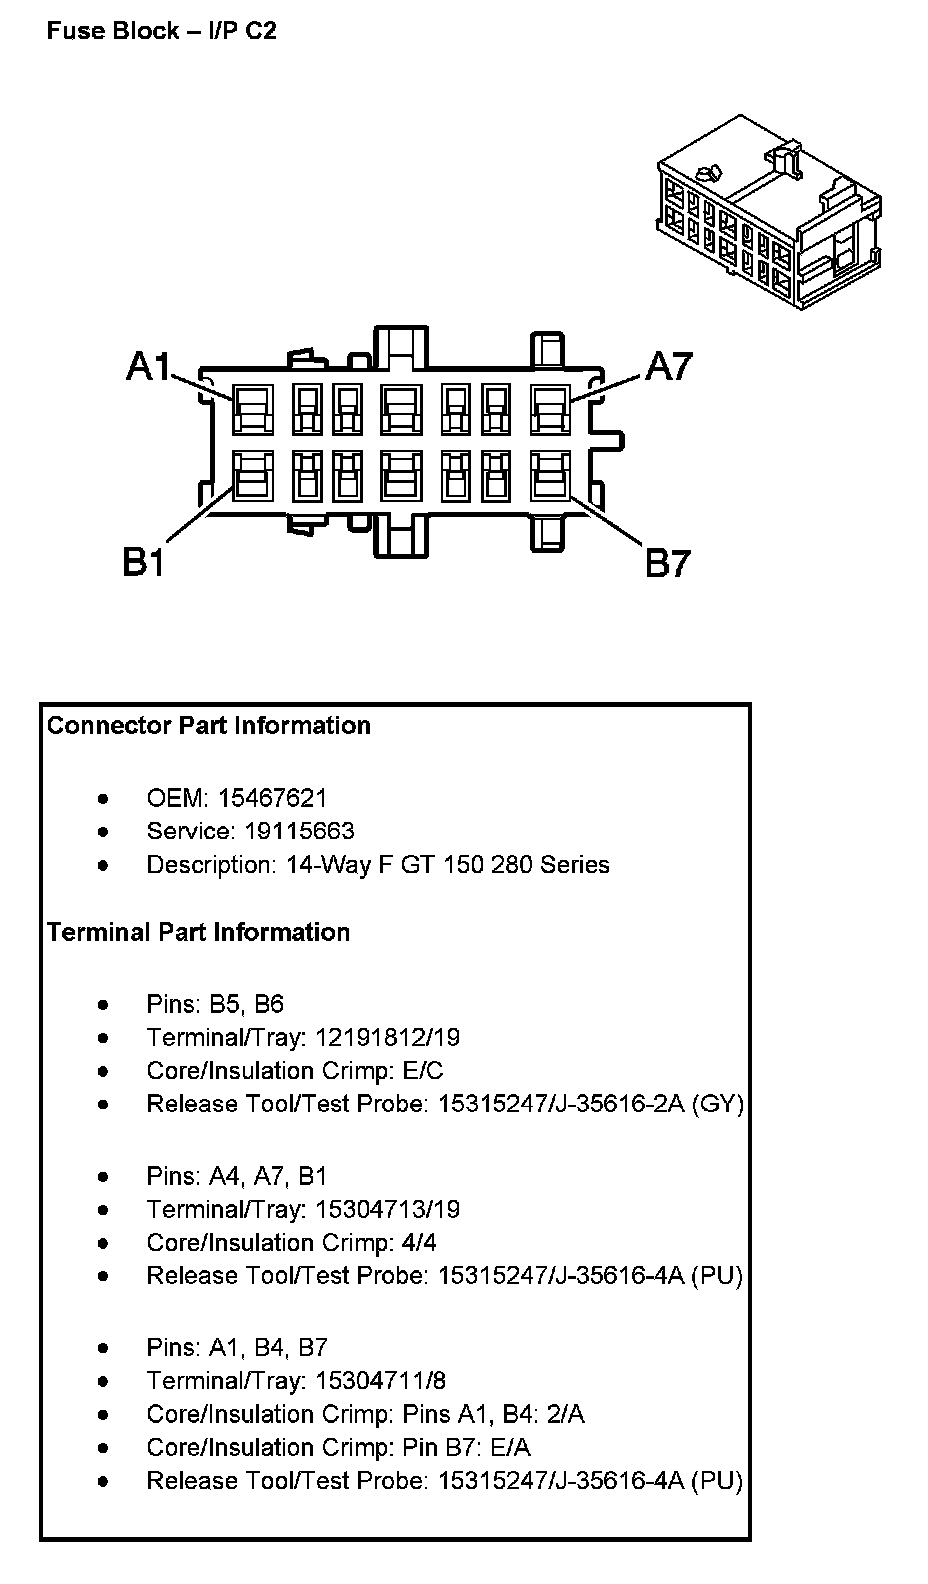 Fuse Block – I/P C2
A1
A7
B1
B7
Connector Part Information
• OEM: 15467621
• Service: 19115663
• Description: 14-Way F GT 150 280 Series
Terminal Part Information
• Pins: B5, B6
• Terminal/Tray: 12191812/19
• Core/Insulation Crimp: E/C
• Release Tool/Test Probe: 15315247/J-35616-2A (GY)
• Pins: A4, A7, B1
• Terminal/Tray: 15304713/19
• Core/Insulation Crimp: 4/4
• Release Tool/Test Probe: 15315247/J-35616-4A (PU)
• Pins: A1, B4, B7
• Terminal/Tray: 15304711/8
• Core/Insulation Crimp: Pins A1, B4: 2/A
• Core/Insulation Crimp: Pin B7: E/A
• Release Tool/Test Probe: 15315247/J-35616-4A (PU)